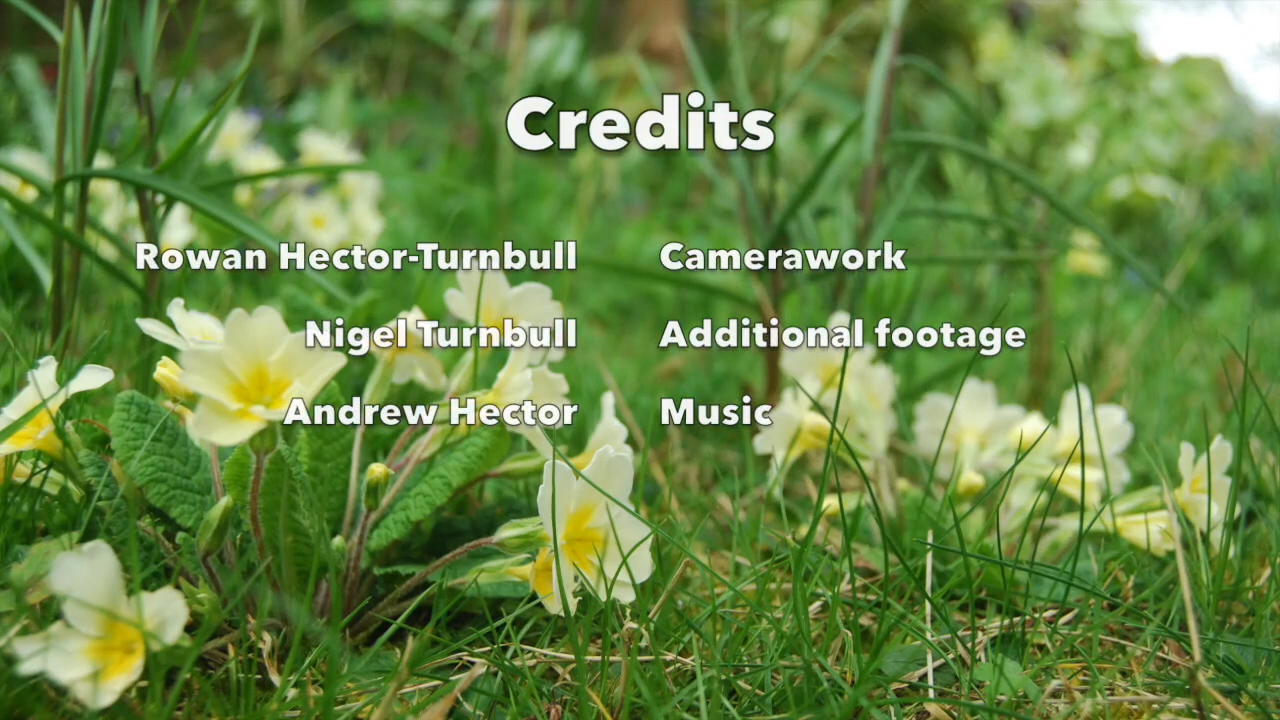 Credits
Rowan Hector-Turnbull Camerawork
Nigel Turnbull Additional footage
Andrew Hector Music